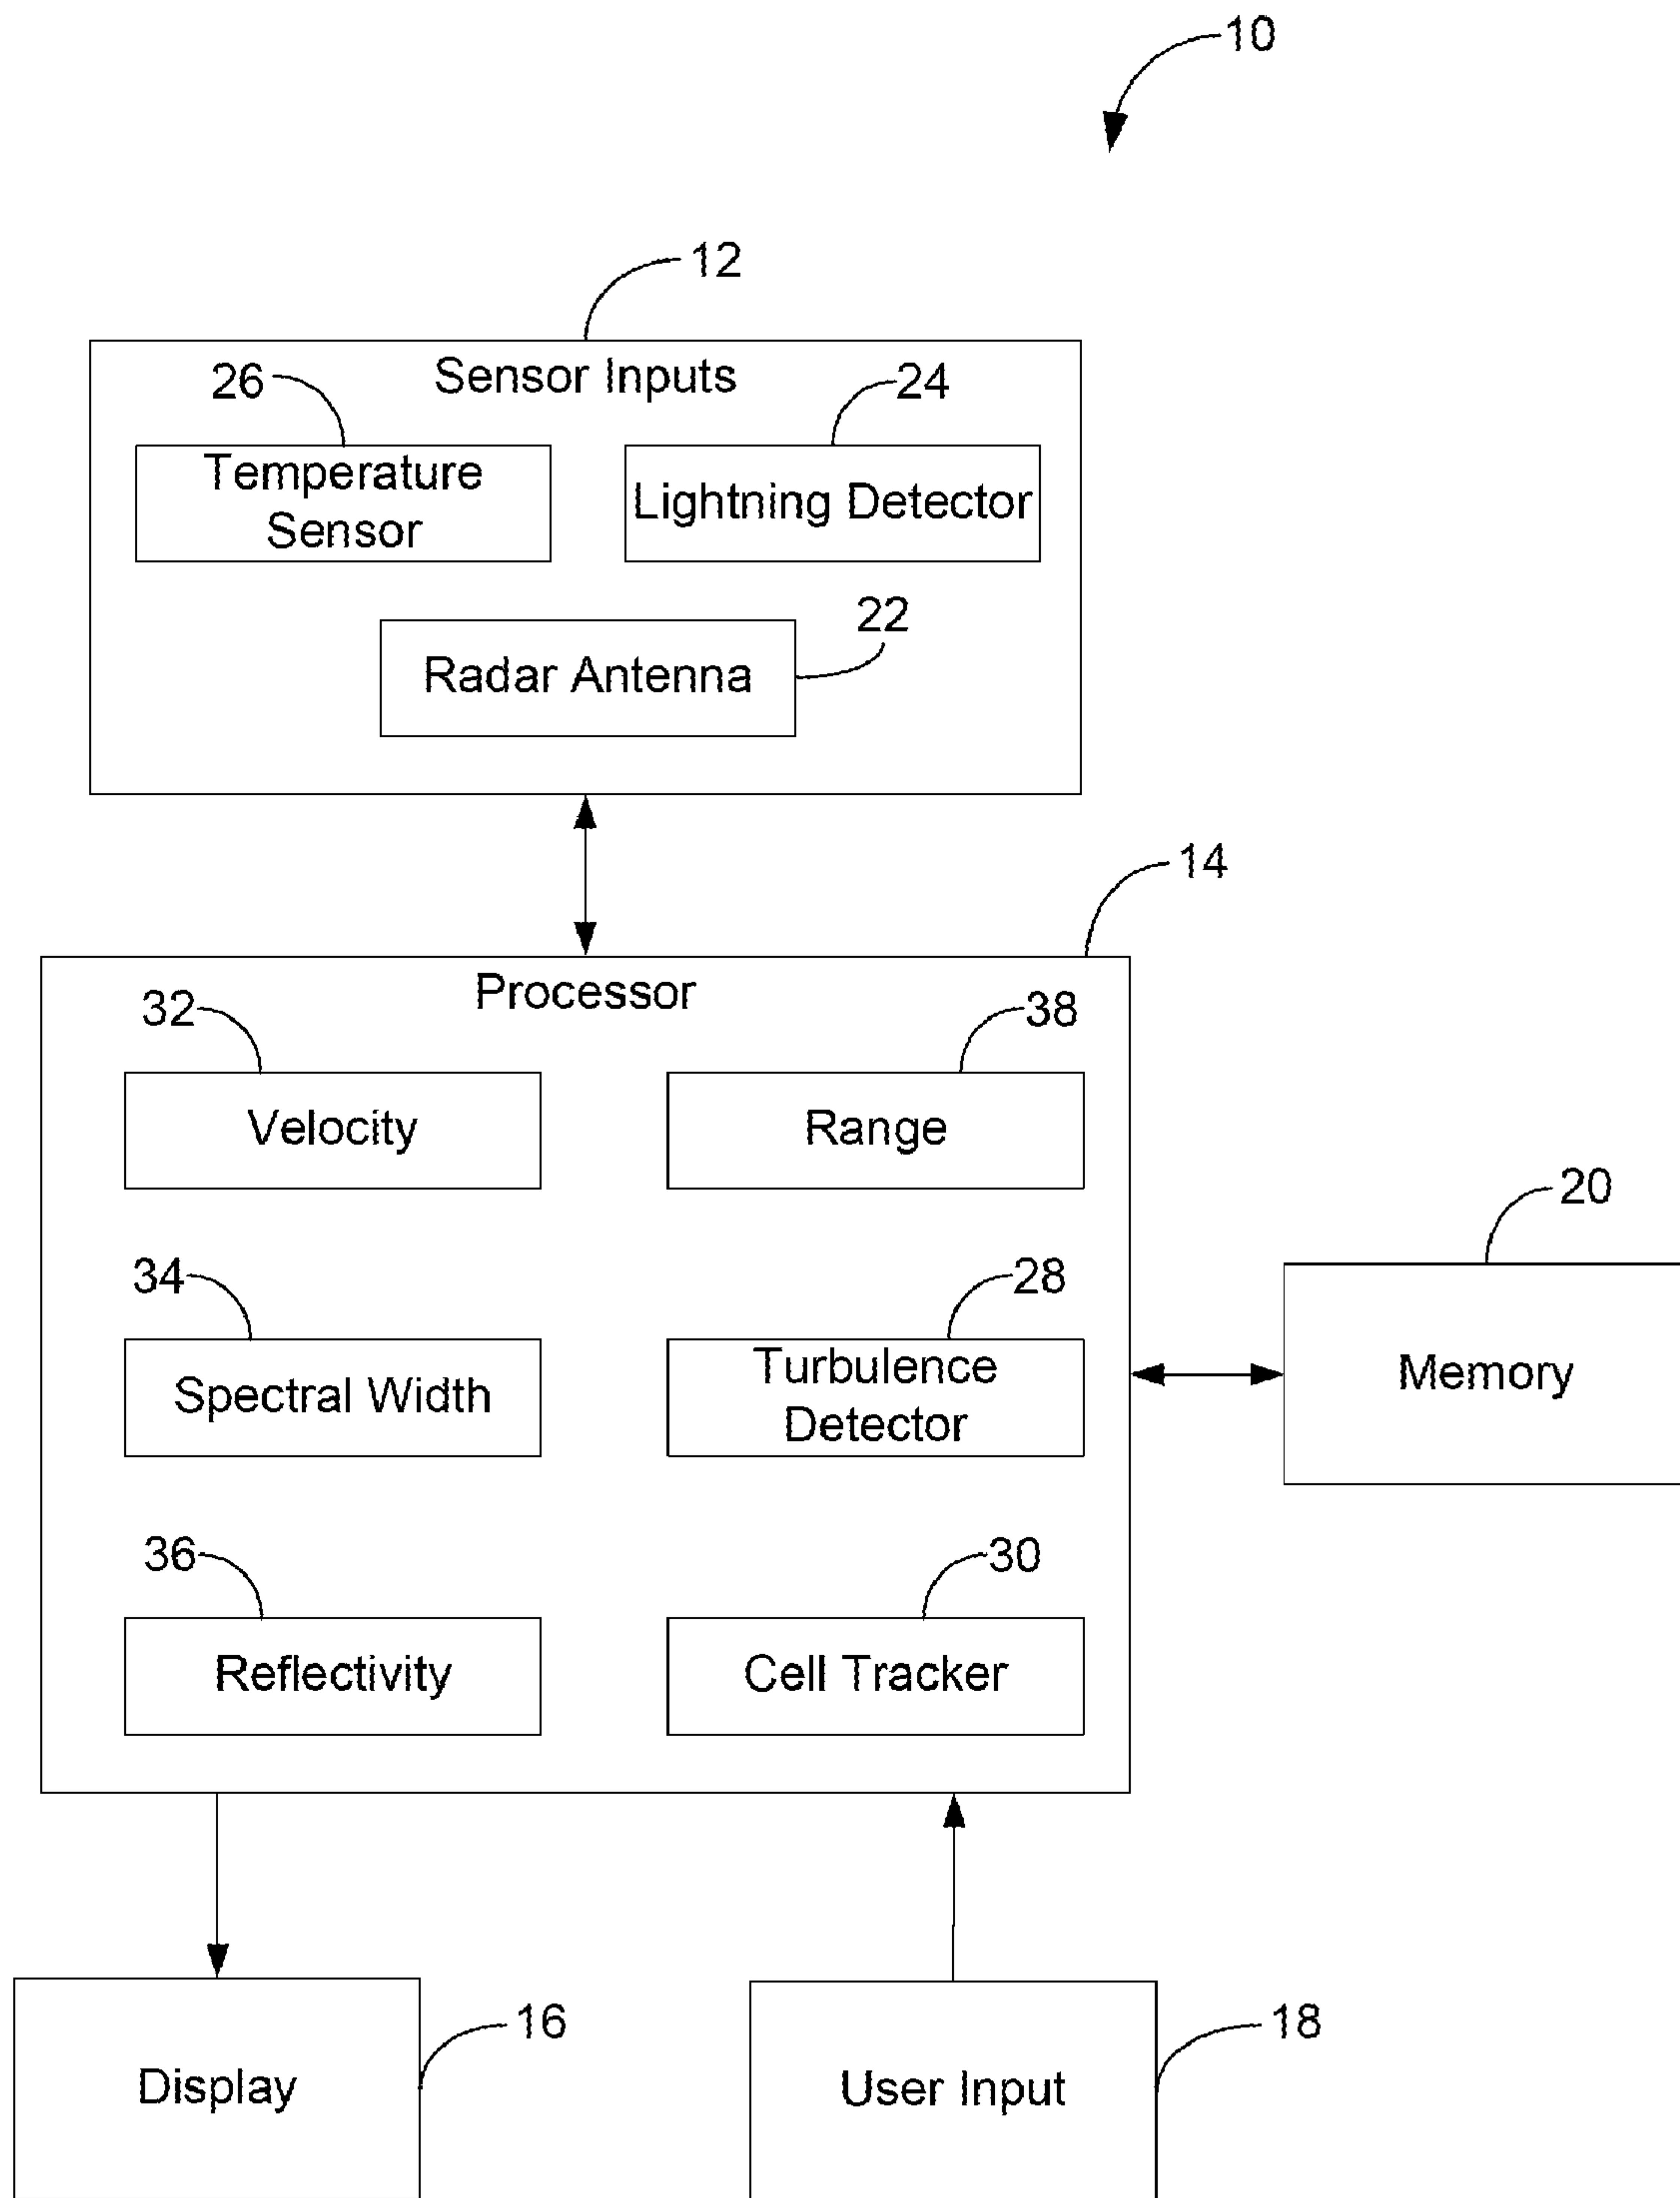 10
12
Sensor Inputs
26
24
Temperature
Sensor
Lightning Detector
22
Radar Antenna
14
Processor
32
38
Velocity
Range
20
34
28
Spectral Width
Turbulence
Detector
Memory
36
30
Reflectivity
Cell Tracker
16
18
Display
User Input